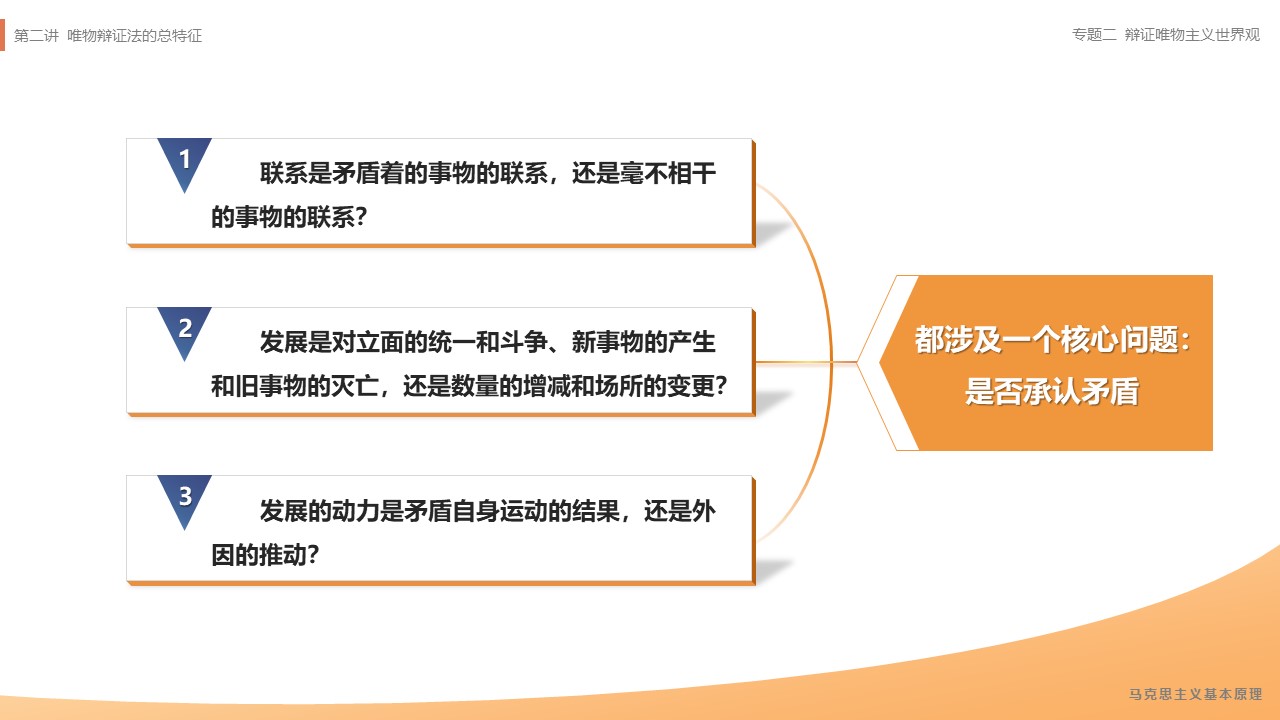 第二讲 唯物辩证法的总特征
专题二 辩证唯物主义世界观
1
联系是矛盾着的事物的联系，还是毫不相干
的事物的联系？
2
发展是对立面的统一和斗争、新事物的产生
和旧事物的灭亡，还是数量的增减和场所的变更？
3
发展的动力是矛盾自身运动的结果，还是外
因的推动？
都涉及一个核心问题：
是否承认矛盾
马克思主义基本原理